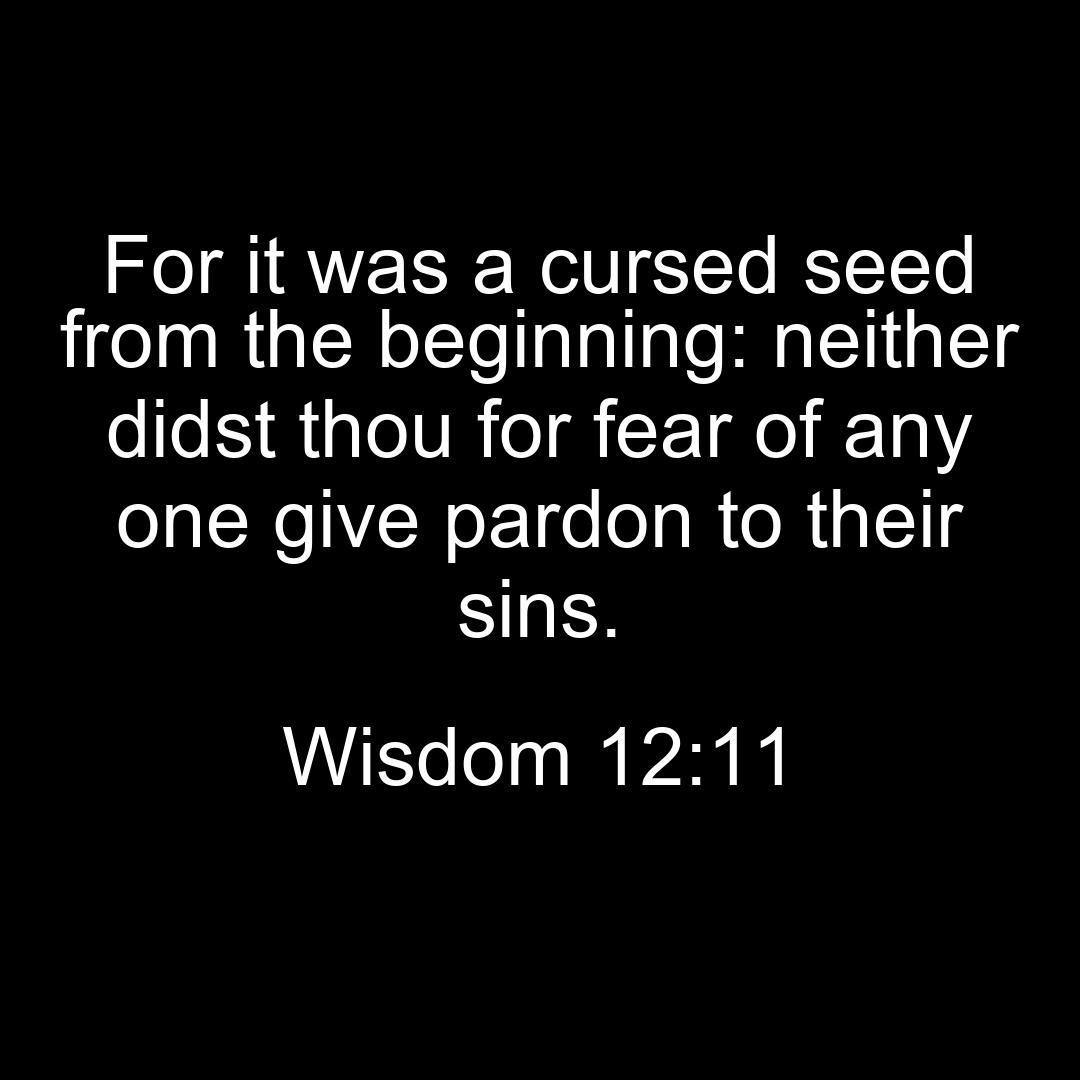 For it was a cursed seed
from the beginning: neither
didst thou for fear of any
one give pardon to their
sins.
Wisdom 12:11